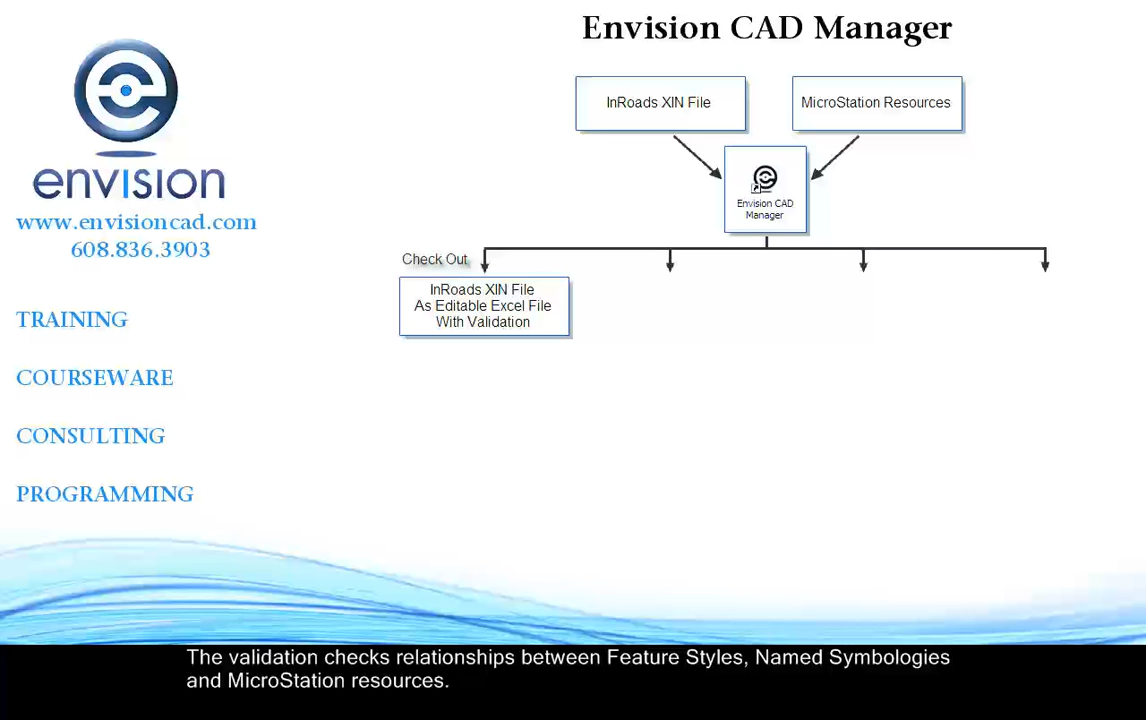 Envision CAD Manager
InRoads XIN File
MicroStation Resources
Envision CAD
Manager
envision
www.envisioncad.com
608.836.3903
Check Out
InRoads XIN File
As Editable Excel File
With Validation
TRAINING
COURSEWARE
CONSULTING
PROGRAMMING
The validation checks relationships between Feature Styles, Named Symbologies
and MicroStation resources.